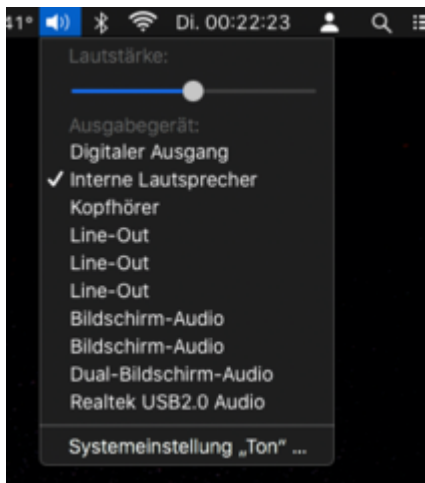 41° Di. 00:22:23
Lautstärke:
Ausgabegerät:
Digitaler Ausgang
Interne Lautsprecher
Kopfhörer
Line-Out
Line-Out
Line-Out
Bildschirm-Audio
Bildschirm-Audio
Dual-Bildschirm-Audio
Realtek USB2.0 Audio
Systemeinstellung „Ton“ ...